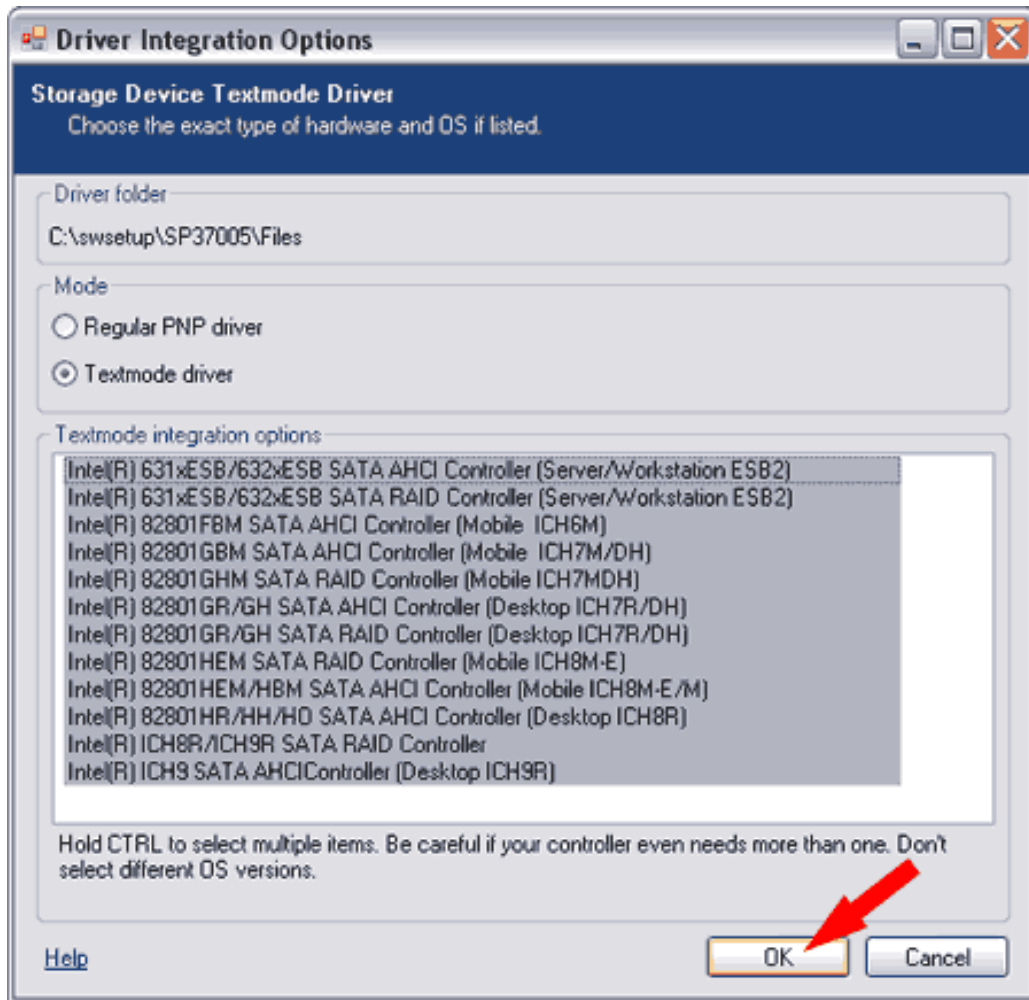 Driver Integration Options
Storage Device Textmode Driver
Choose the exact type of hardware and OS if listed.
Driver folder
C:\swsetup\SP37005\Files
Mode
Regular PNP driver
Textmode driver
Textmode integration options
Intel(R) 631xESB/632xESB SATA AHCI Controller (Server/Workstation ESB2)
Intel(R) 631xESB/632xESB SATA RAID Controller (Server/Workstation ESB2)
Intel(R) 82801FBM SATA AHCI Controller (Mobile  ICH6M)
Intel(R) 82801GBM SATA AHCI Controller (Mobile  ICH7M/DH)
Intel(R) 82801GHM SATA RAID Controller (Mobile ICH7MDH)
Intel(R) 82801GR/GH SATA AHCI Controller (Desktop ICH7R/DH)
Intel(R) 82801GR/GH SATA RAID Controller (Desktop ICH7R/DH)
Intel(R) 82801HEM SATA RAID Controller (Mobile ICH8M-E)
Intel(R) 82801HEM/HBM SATA AHCI Controller (Mobile ICH8M-E/M)
Intel(R) 82801HR/HH/HO SATA AHCI Controller (Desktop ICH8R)
Intel(R) ICH8R/ICH9R SATA RAID Controller
Intel(R) ICH9 SATA AHCIController (Desktop ICH9R)
Hold CTRL to select multiple items. Be careful if your controller even needs more than one. Don't
select different OS versions.
Help
OK
Cancel